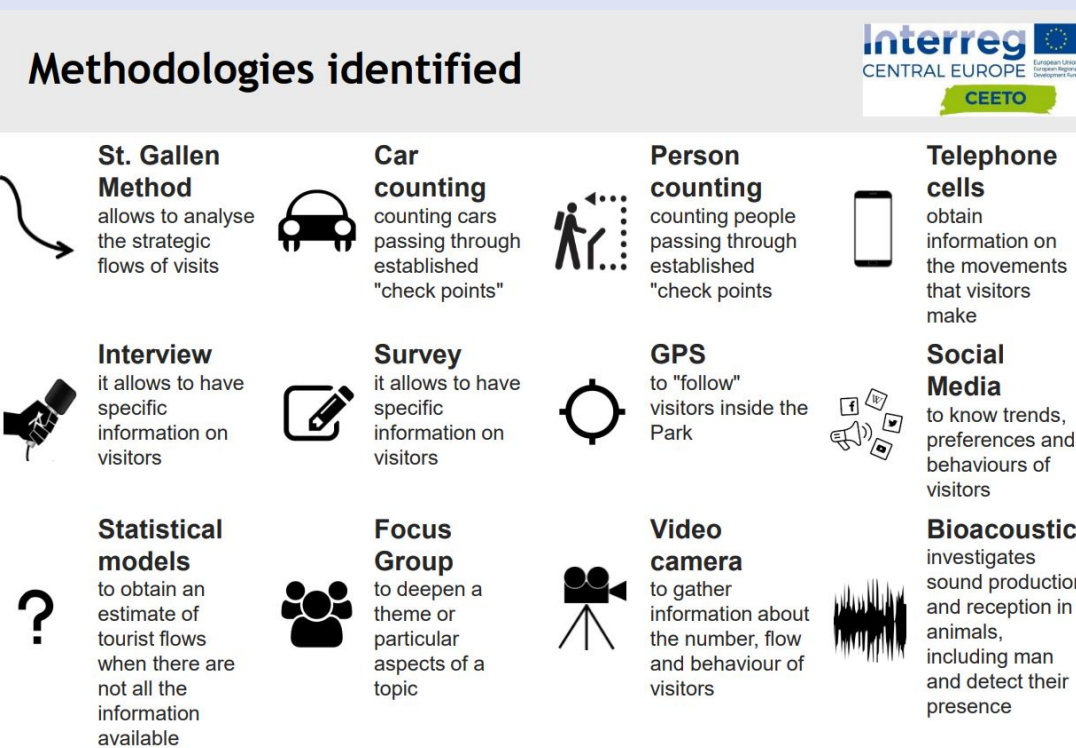 Methodologies identified
Interreg
CENTRAL EUROPE
European Union
European Regional
Development Fund
CEETO
St. Gallen
Method
allows to analyse
the strategic
flows of visits
Car
counting
counting cars
passing through
established
"check points"
Person
counting
counting people
passing through
established
"check points
Telephone
cells
obtain
information on
the movements
that visitors
make
Interview
it allows to have
specific
information on
visitors
Survey
it allows to have
specific
information on
visitors
GPS
to "follow"
visitors inside the
Park
Social
Media
to know trends,
preferences and
behaviours of
visitors
Statistical
models
to obtain an
estimate of
tourist flows
when there are
not all the
information
available
Focus
Group
to deepen a
theme or
particular
aspects of a
topic
Video
camera
to gather
information about
the number, flow
and behaviour of
visitors
Bioacoustic
investigates
sound production
and reception in
animals,
including man
and detect their
presence